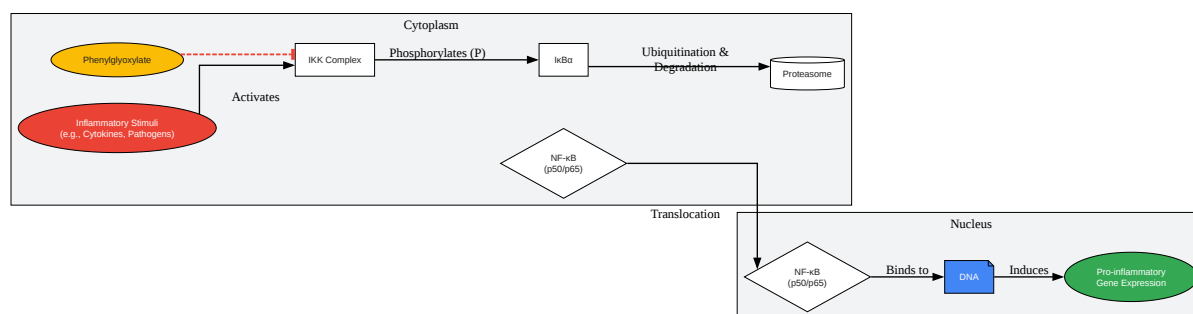 Cytoplasm
Phenylglyoxylate
IKK Complex
Phosphorylates (P)
IκBα
Ubiquitination &
Degradation
Proteasome
Activates
Inflammatory Stimuli
(e.g., Cytokines, Pathogens)
NF-κB
(p50/p65)
Translocation
Nucleus
NF-κB
(p50/p65)
Binds to
DNA
Induces
Pro-inflammatory
Gene Expression